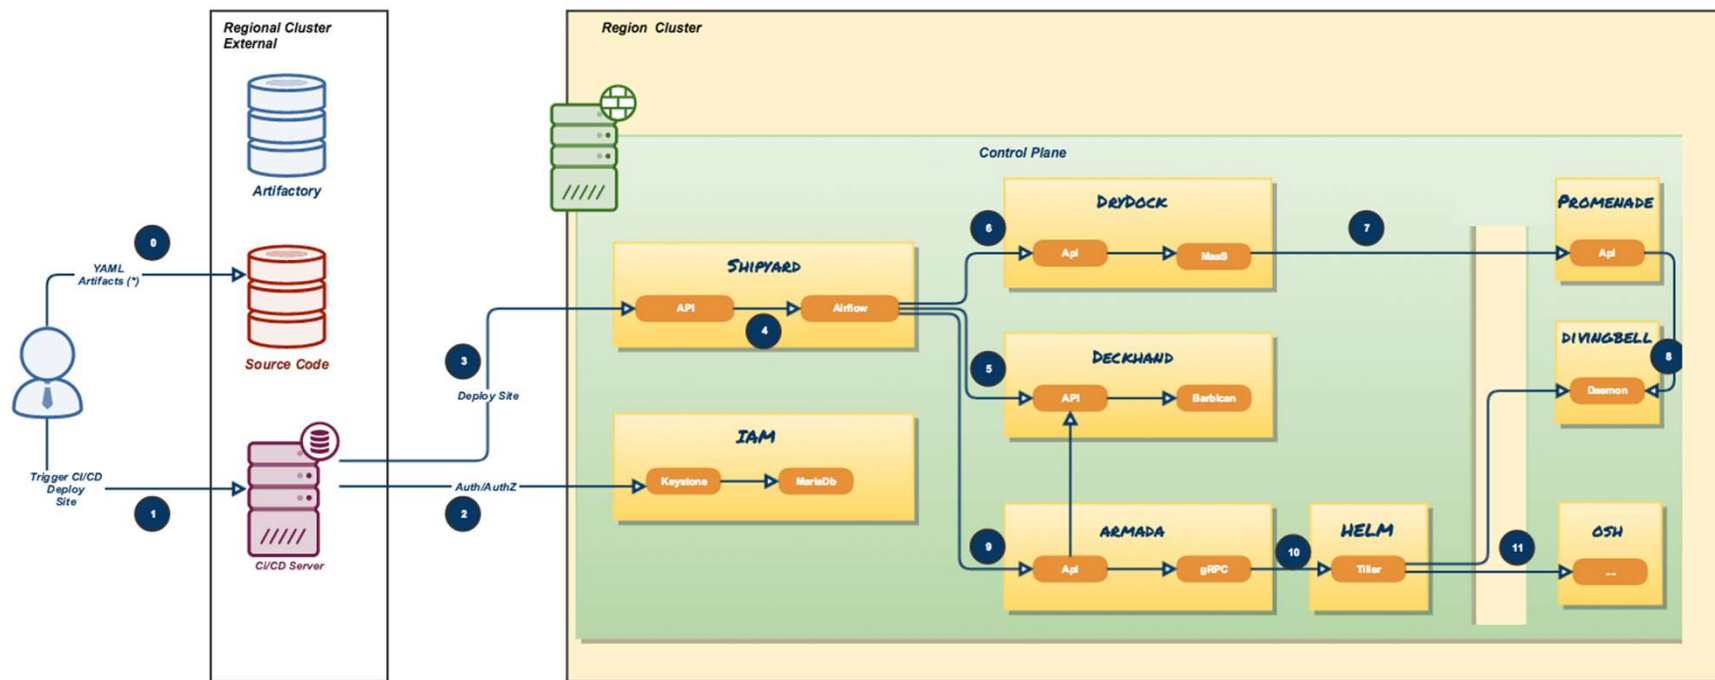 Regional Cluster
External
Artifactory
0
YAML
Artifacts (*)
Source Code
Trigger CI/CD
Deploy
Site
1
CI/CD Server
3
Deploy Site
Auth/AuthZ
2
Region Cluster
Control Plane
SHIPYARD
API
4
Airflow
IAM
Keystone
MariaDb
6
DRYDOCK
Api
MaaS
7
5
DECKHAND
API
Barbican
9
ARMADA
Api
gRPC
10
HELM
Tiller
11
PROMENADE
Api
DIVINGBELL
8
Daemon
OSH
...